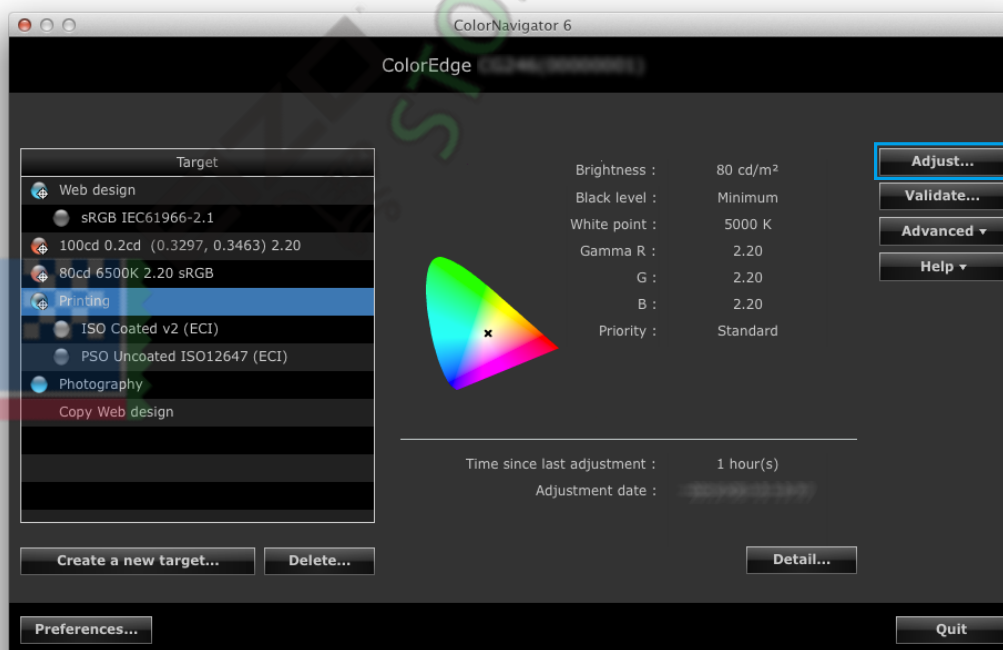 ColorNavigator 6
ColorEdge
Target
Web design
sRGB IEC61966-2.1
100cd 0.2cd (0.3297, 0.3463) 2.20
80cd 6500K 2.20 sRGB
Printing
ISO Coated v2 (ECI)
PSO Uncoated ISO12647 (ECI)
Photography
Copy Web design
Create a new target...
Delete...
Brightness : 80 cd/m²
Black level : Minimum
White point : 5000 K
Gamma R : 2.20
G : 2.20
B : 2.20
Priority : Standard
Time since last adjustment : 1 hour(s)
Adjustment date :
Detail...
Adjust...
Validate...
Advanced ▾
Help ▾
Preferences...
Quit